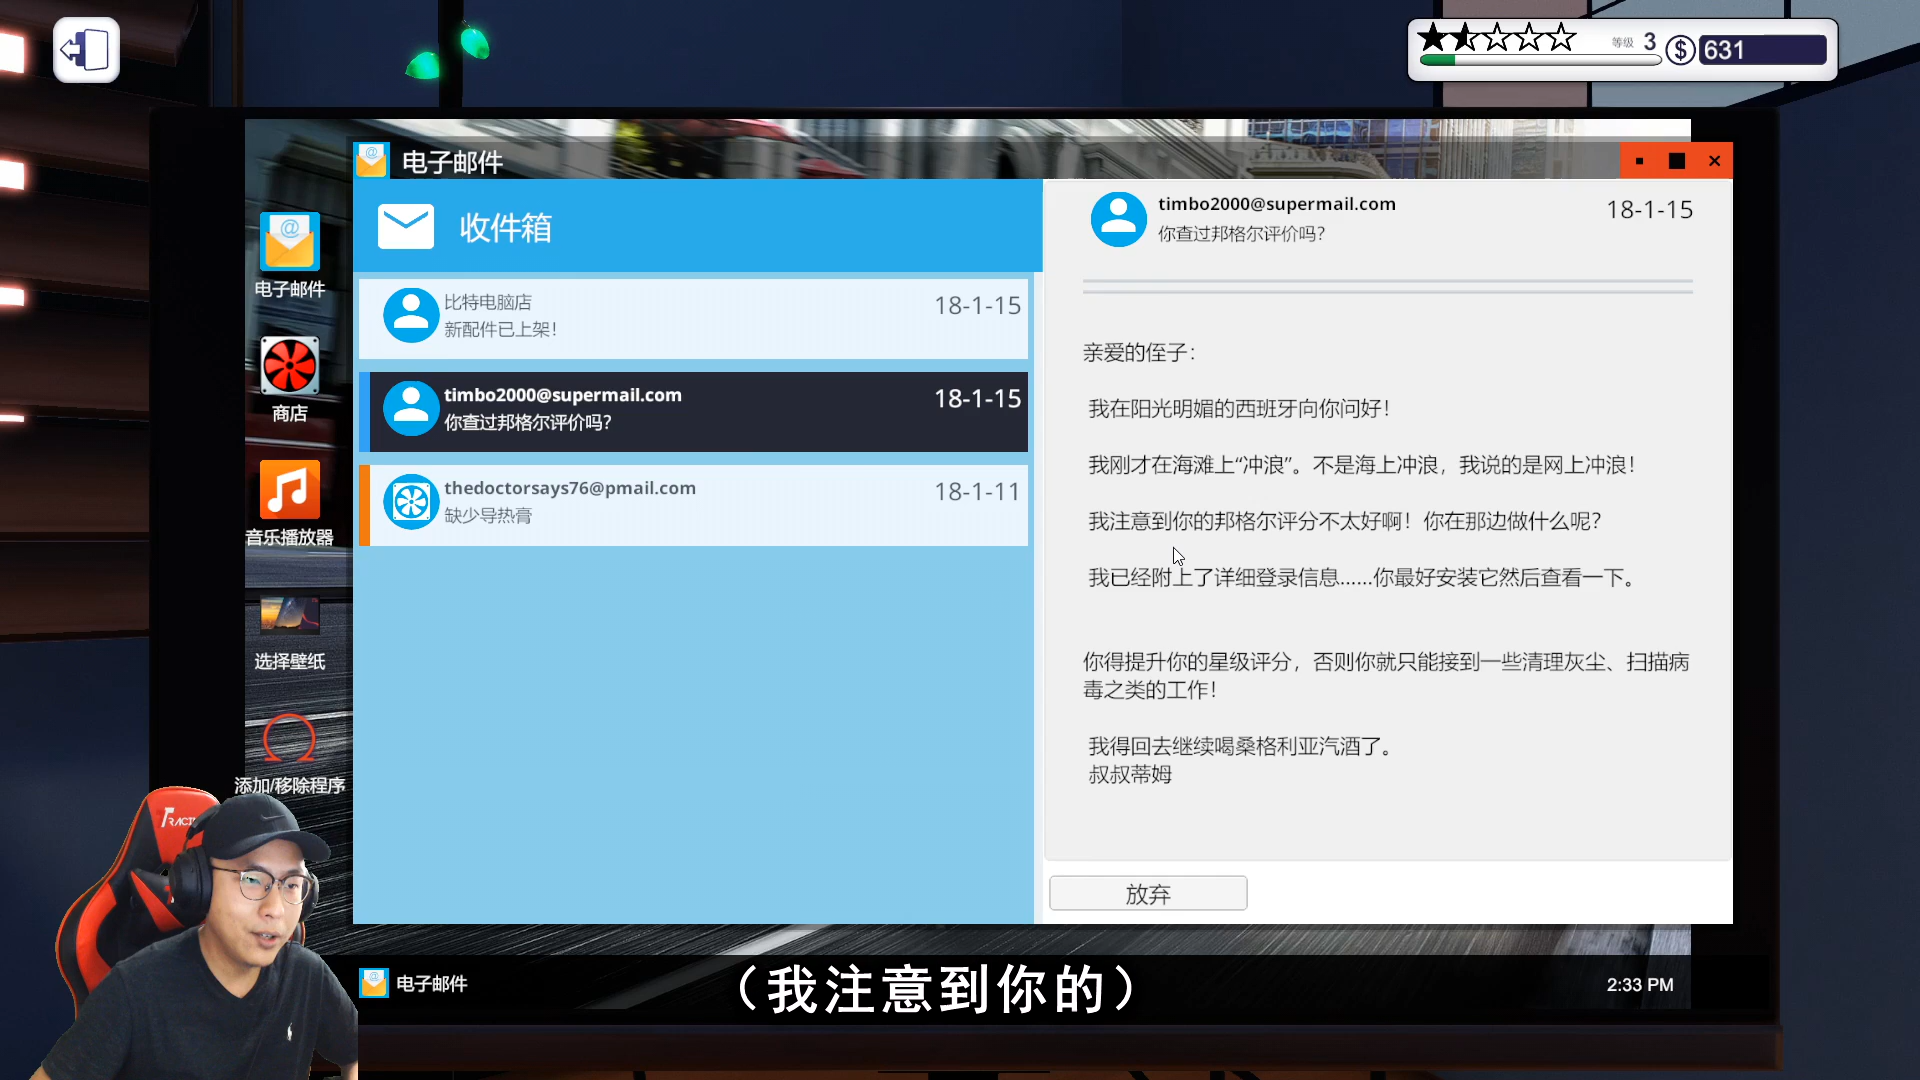 等级 3
631
电子邮件
收件箱
电子邮件
商店
音乐播放器
选择壁纸
添加/移除程序
比特电脑店
新配件已上架!
18-1-15
timbo2000@supermail.com
你查过邦格尔评价吗?
18-1-15
thedoctorsays76@pmail.com
缺少导热膏
18-1-11
timbo2000@supermail.com
你查过邦格尔评价吗?
18-1-15
亲爱的侄子:
我在阳光明媚的西班牙向你问好!
我刚才在海滩上“冲浪”。不是海上冲浪，我说的是网上冲浪!
我注意到你的邦格尔评分不太好啊! 你在那边做什么呢?
我已经附上了详细登录信息......你最好安装它然后查看一下。
你得提升你的星级评分，否则你就只能接到一些清理灰尘、扫描病
毒之类的工作!
我得回去继续喝桑格利亚汽酒了。
叔叔蒂姆
放弃
电子邮件
2:33 PM
（我注意到你的）